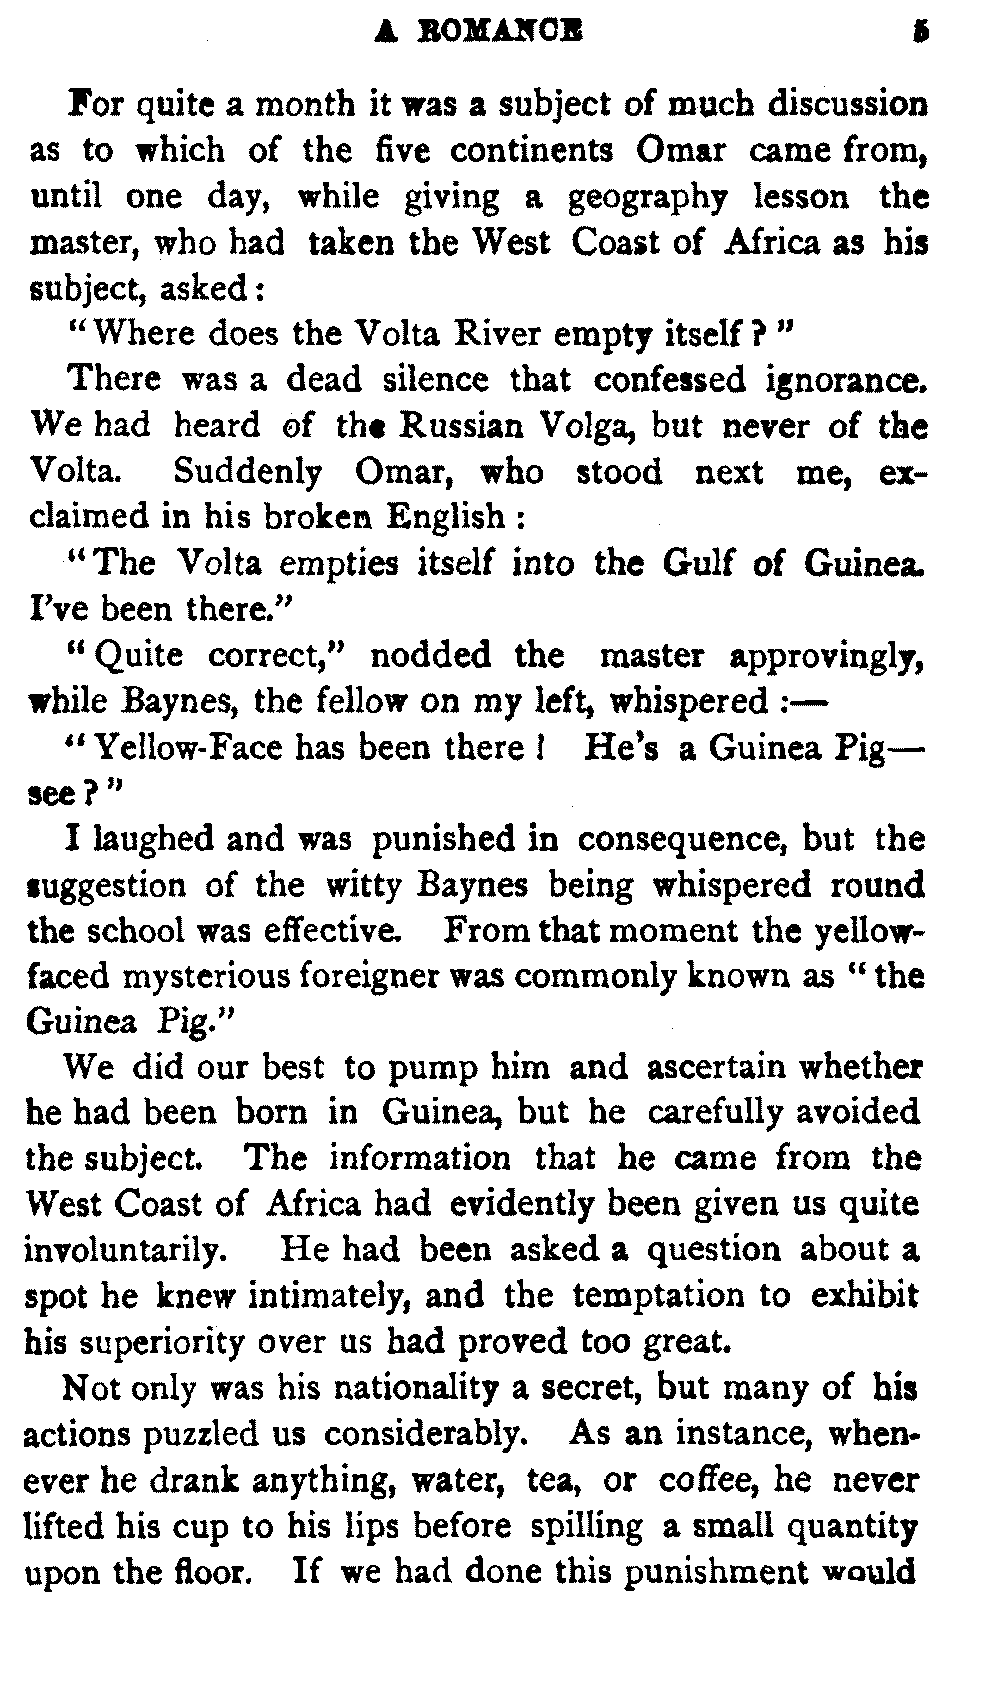 A ROMANCE 5
For quite a month it was a subject of much discussion
as to which of the five continents Omar came from,
until one day, while giving a geography lesson the
master, who had taken the West Coast of Africa as his
subject, asked:
"Where does the Volta River empty itself?"
There was a dead silence that confessed ignorance.
We had heard of the Russian Volga, but never of the
Volta. Suddenly Omar, who stood next me, ex-
claimed in his broken English:
"The Volta empties itself into the Gulf of Guinea.
I've been there."
"Quite correct," nodded the master approvingly,
while Baynes, the fellow on my left, whispered:—
"Yellow-Face has been there! He's a Guinea Pig—
see?"
I laughed and was punished in consequence, but the
suggestion of the witty Baynes being whispered round
the school was effective. From that moment the yellow-
faced mysterious foreigner was commonly known as "the
Guinea Pig."
We did our best to pump him and ascertain whether
he had been born in Guinea, but he carefully avoided
the subject. The information that he came from the
West Coast of Africa had evidently been given us quite
involuntarily. He had been asked a question about a
spot he knew intimately, and the temptation to exhibit
his superiority over us had proved too great.
Not only was his nationality a secret, but many of his
actions puzzled us considerably. As an instance, when-
ever he drank anything, water, tea, or coffee, he never
lifted his cup to his lips before spilling a small quantity
upon the floor. If we had done this punishment would